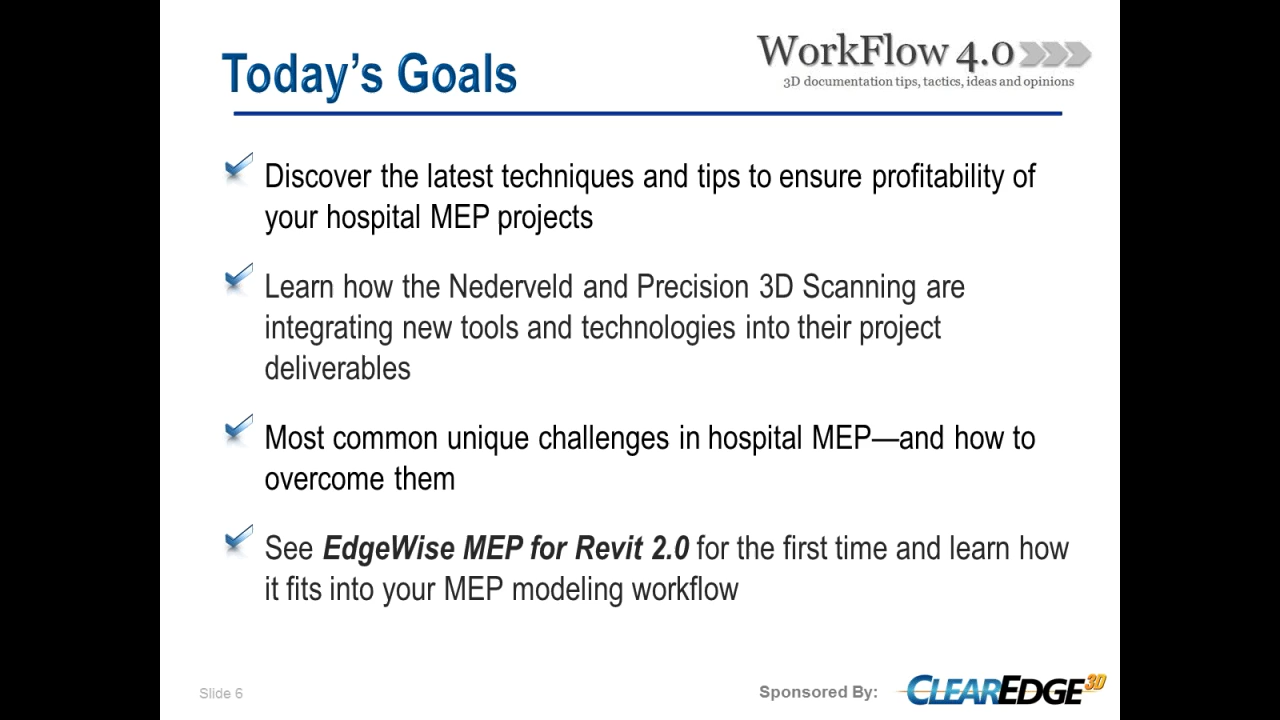 Today's Goals
WorkFlow 4.0
3D documentation tips, tactics, ideas and opinions
Discover the latest techniques and tips to ensure profitability of
your hospital MEP projects
Learn how the Nederveld and Precision 3D Scanning are
integrating new tools and technologies into their project
deliverables
Most common unique challenges in hospital MEP—and how to
overcome them
See EdgeWise MEP for Revit 2.0 for the first time and learn how
it fits into your MEP modeling workflow
Slide 6
Sponsored By:
CLEAREDGE 3D